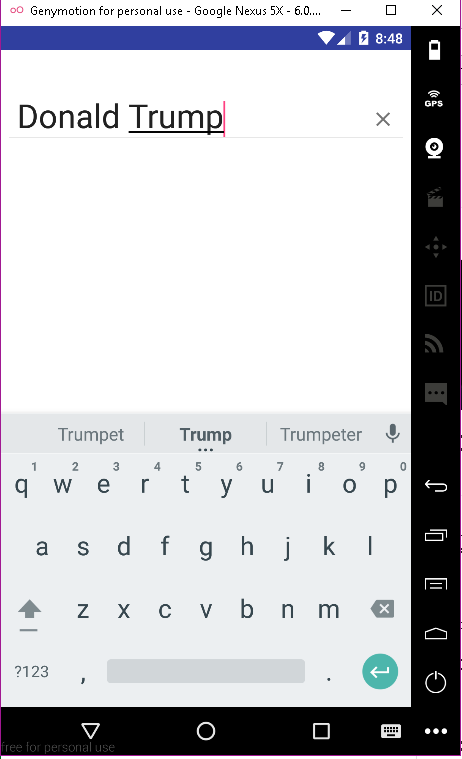 Genymotion for personal use - Google Nexus 5X - 6.0....
8:48
GPS
Donald Trump
ID
Trumpet Trump Trumpeter
1 2 3 4 5 6 7 8 9 0
q w e r t y u i o p
a s d f g h j k l
z x c v b n m
?123 , .
free for personal use